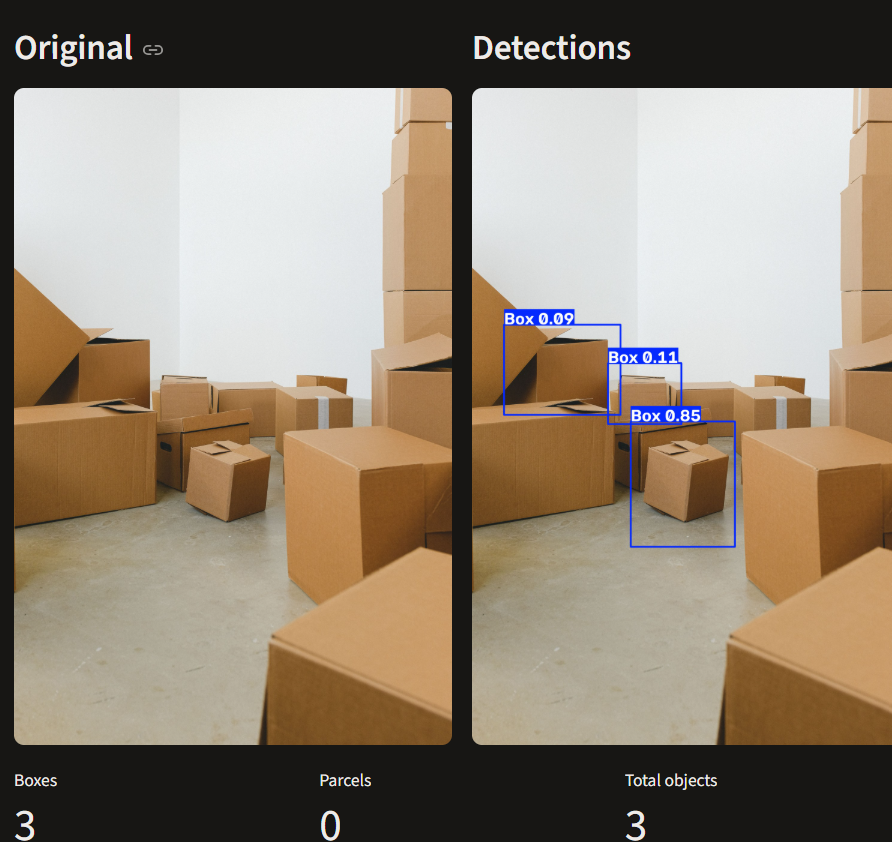 Original
Detections
Box 0.09
Box 0.11
Box 0.85
Boxes
Parcels
Total objects
3
0
3